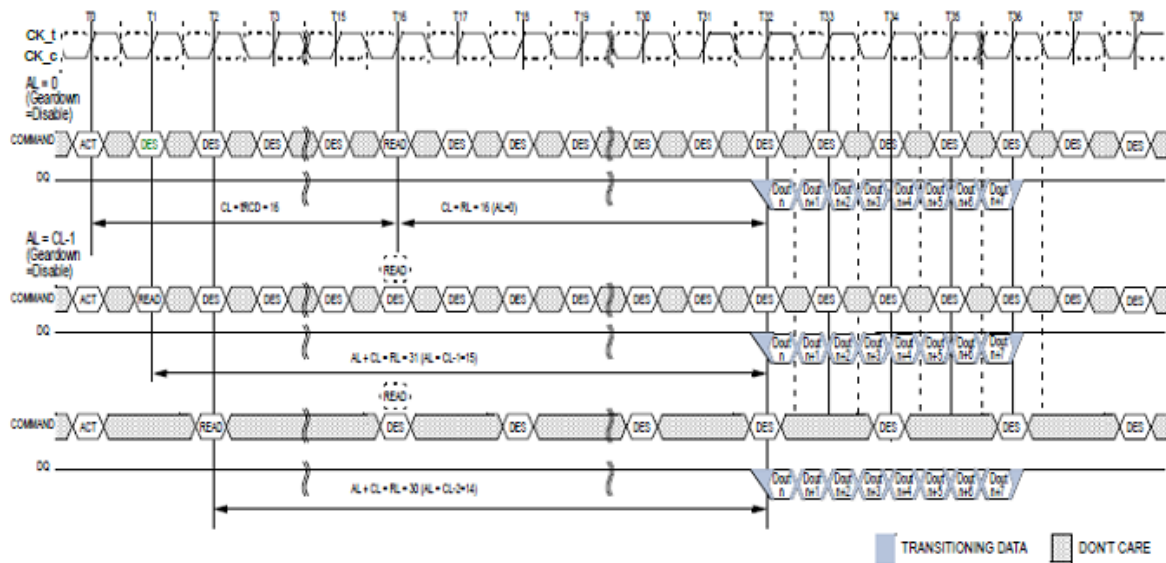 T0 T1 T2 T3 T15 T16 T17 T18 T19 T30 T31 T32 T33 T34 T35 T36 T37 T38
CK_t
CK_c
AL = 0
(Geardown
=Disable)
COMMAND ACT DES DES DES DES READ DES DES DES DES DES DES DES DES DES DES DES DES
DQ Dout n Dout n+1 Dout n+2 Dout n+3 Dout n+4 Dout n+5 Dout n+6 Dout n+7
CL = tRCD = 16 CL = RL = 16 (AL=0)
AL = CL-1
(Geardown
=Disable)
READ
COMMAND ACT READ DES DES DES DES DES DES DES DES DES DES DES DES DES DES DES DES
DQ Dout n Dout n+1 Dout n+2 Dout n+3 Dout n+4 Dout n+5 Dout n+6 Dout n+7
AL + CL = RL = 31 (AL = CL-1=15)
READ
COMMAND ACT READ DES DES DES DES DES DES DES
DQ Dout n Dout n+1 Dout n+2 Dout n+3 Dout n+4 Dout n+5 Dout n+6 Dout n+7
AL + CL = RL = 30 (AL = CL-2=14)
TRANSITIONING DATA DON'T CARE